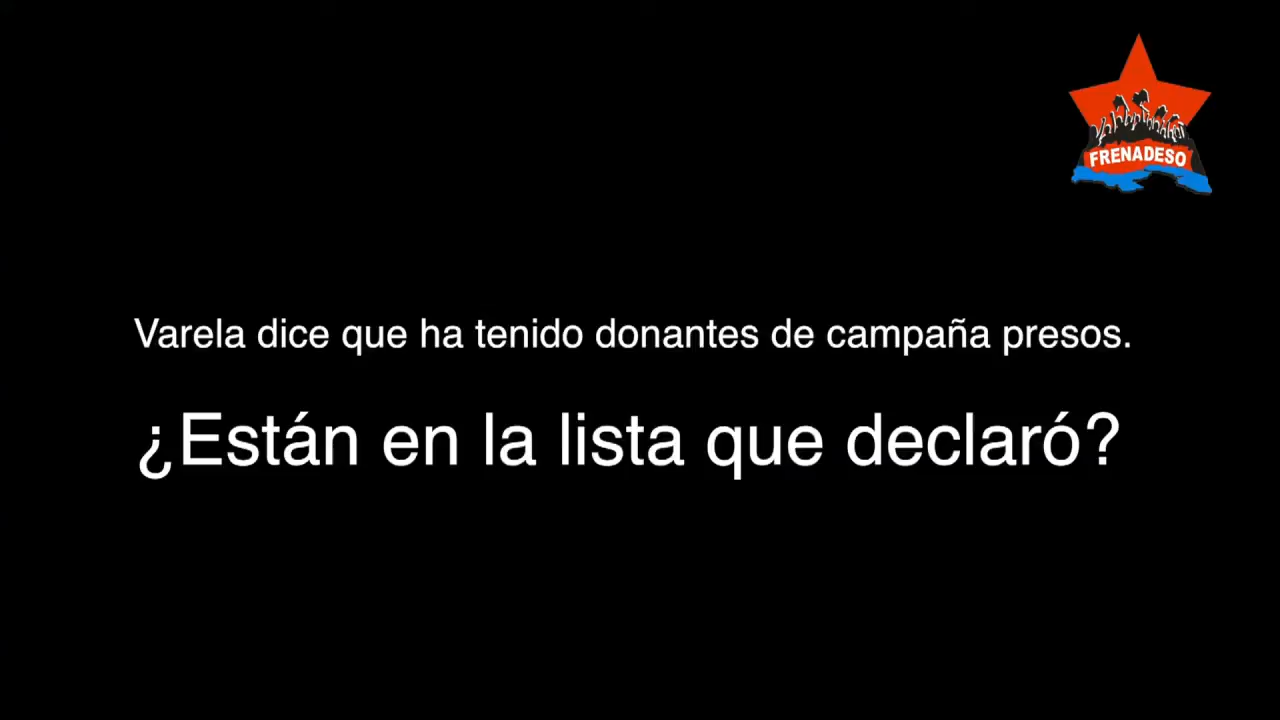 FRENADESO
Varela dice que ha tenido donantes de campaña presos.
¿Están en la lista que declaró?